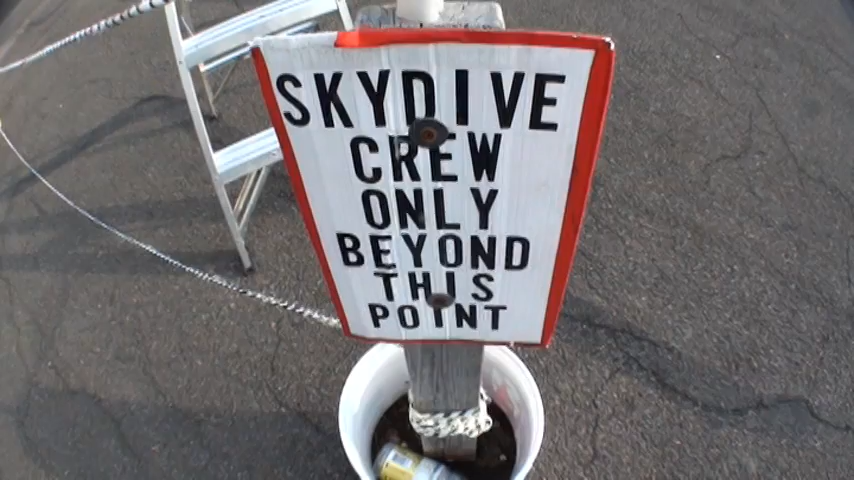 SKYDIVE
CREW
ONLY
BEYOND
THIS
POINT